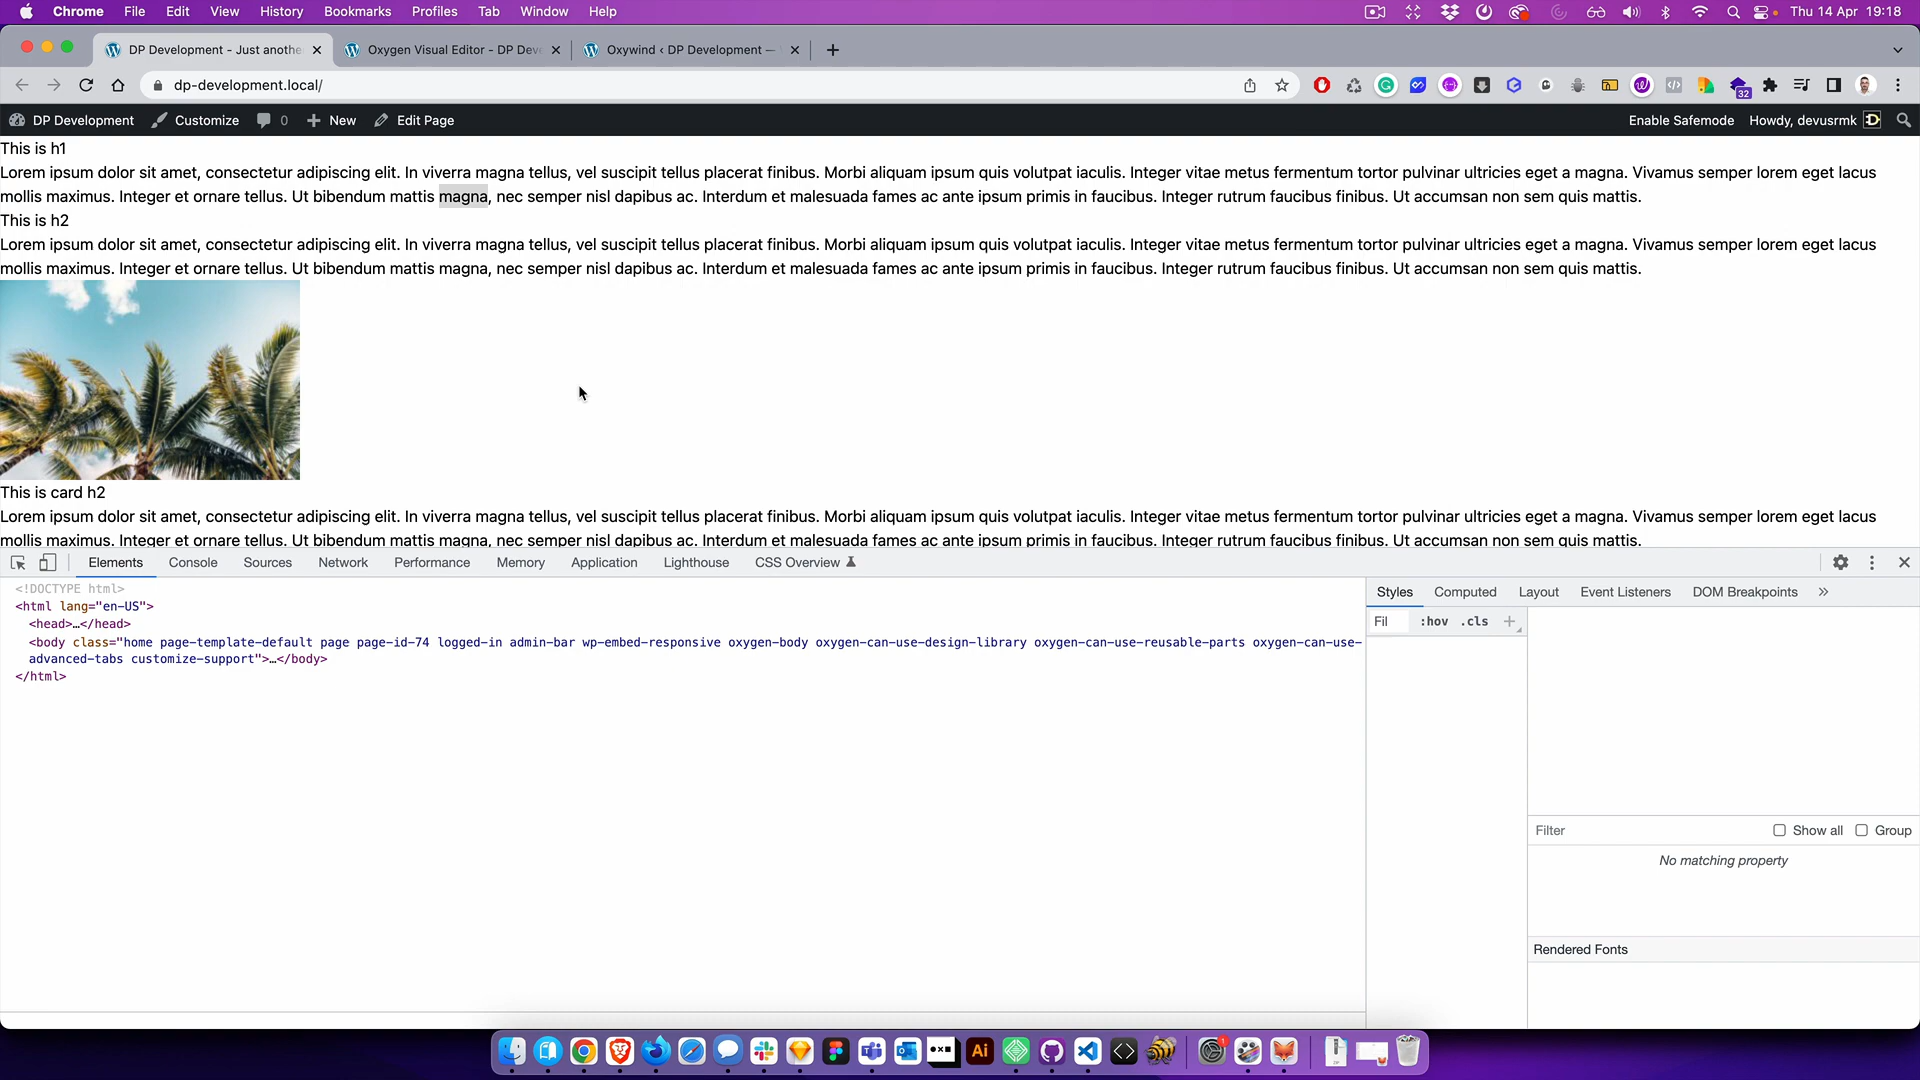 Chrome File Edit View History Bookmarks Profiles Tab Window Help Thu 14 Apr 19:18
DP Development - Just anothe Oxygen Visual Editor - DP Dev Oxywind ‹ DP Development —
dp-development.local/
32
DP Development Customize 0 New Edit Page Enable Safemode Howdy, devusrmk
This is h1
Lorem ipsum dolor sit amet, consectetur adipiscing elit. In viverra magna tellus, vel suscipit tellus placerat finibus. Morbi aliquam ipsum quis volutpat iaculis. Integer vitae metus fermentum tortor pulvinar ultricies eget a magna. Vivamus semper lorem eget lacus
mollis maximus. Integer et ornare tellus. Ut bibendum mattis magna, nec semper nisl dapibus ac. Interdum et malesuada fames ac ante ipsum primis in faucibus. Integer rutrum faucibus finibus. Ut accumsan non sem quis mattis.
This is h2
Lorem ipsum dolor sit amet, consectetur adipiscing elit. In viverra magna tellus, vel suscipit tellus placerat finibus. Morbi aliquam ipsum quis volutpat iaculis. Integer vitae metus fermentum tortor pulvinar ultricies eget a magna. Vivamus semper lorem eget lacus
mollis maximus. Integer et ornare tellus. Ut bibendum mattis magna, nec semper nisl dapibus ac. Interdum et malesuada fames ac ante ipsum primis in faucibus. Integer rutrum faucibus finibus. Ut accumsan non sem quis mattis.
This is card h2
Lorem ipsum dolor sit amet, consectetur adipiscing elit. In viverra magna tellus, vel suscipit tellus placerat finibus. Morbi aliquam ipsum quis volutpat iaculis. Integer vitae metus fermentum tortor pulvinar ultricies eget a magna. Vivamus semper lorem eget lacus
mollis maximus. Integer et ornare tellus. Ut bibendum mattis magna, nec semper nisl dapibus ac. Interdum et malesuada fames ac ante ipsum primis in faucibus. Integer rutrum faucibus finibus. Ut accumsan non sem quis mattis.
Elements Console Sources Network Performance Memory Application Lighthouse CSS Overview
<!DOCTYPE html>
<html lang="en-US">
<head>…</head>
<body class="home page-template-default page page-id-74 logged-in admin-bar wp-embed-responsive oxygen-body oxygen-can-use-design-library oxygen-can-use-reusable-parts oxygen-can-use-
advanced-tabs customize-support">…</body>
</html>
Styles Computed Layout Event Listeners DOM Breakpoints »
Fil :hov .cls +
Filter Show all Group
No matching property
Rendered Fonts
Ai
1